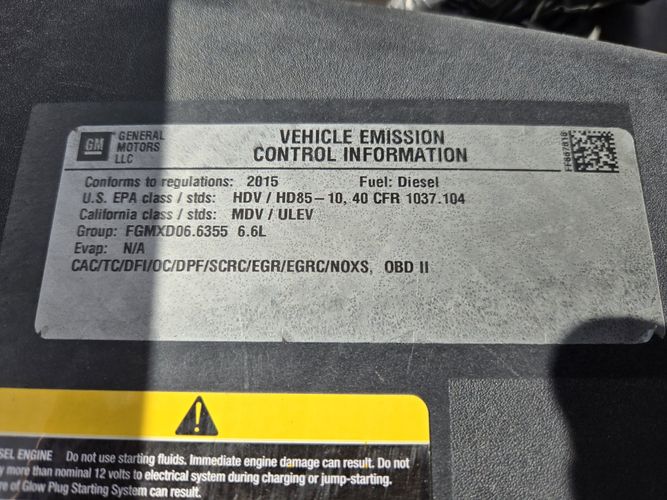 GM GENERAL
MOTORS
LLC
VEHICLE EMISSION
CONTROL INFORMATION
Conforms to regulations: 2015 Fuel: Diesel
U.S. EPA class / stds: HDV / HD85-10, 40 CFR 1037.104
California class / stds: MDV / ULEV
Group: FGMXD06.6355 6.6L
Evap: N/A
CAC/TC/DFI/OC/DPF/SCRC/EGR/EGRC/NOXS, OBD II
ENGINE Do not use starting fluids. Immediate engine damage can result. Do not
more than nominal 12 volts to electrical system during charging or jump-starting.
of Glow Plug Starting System can result.